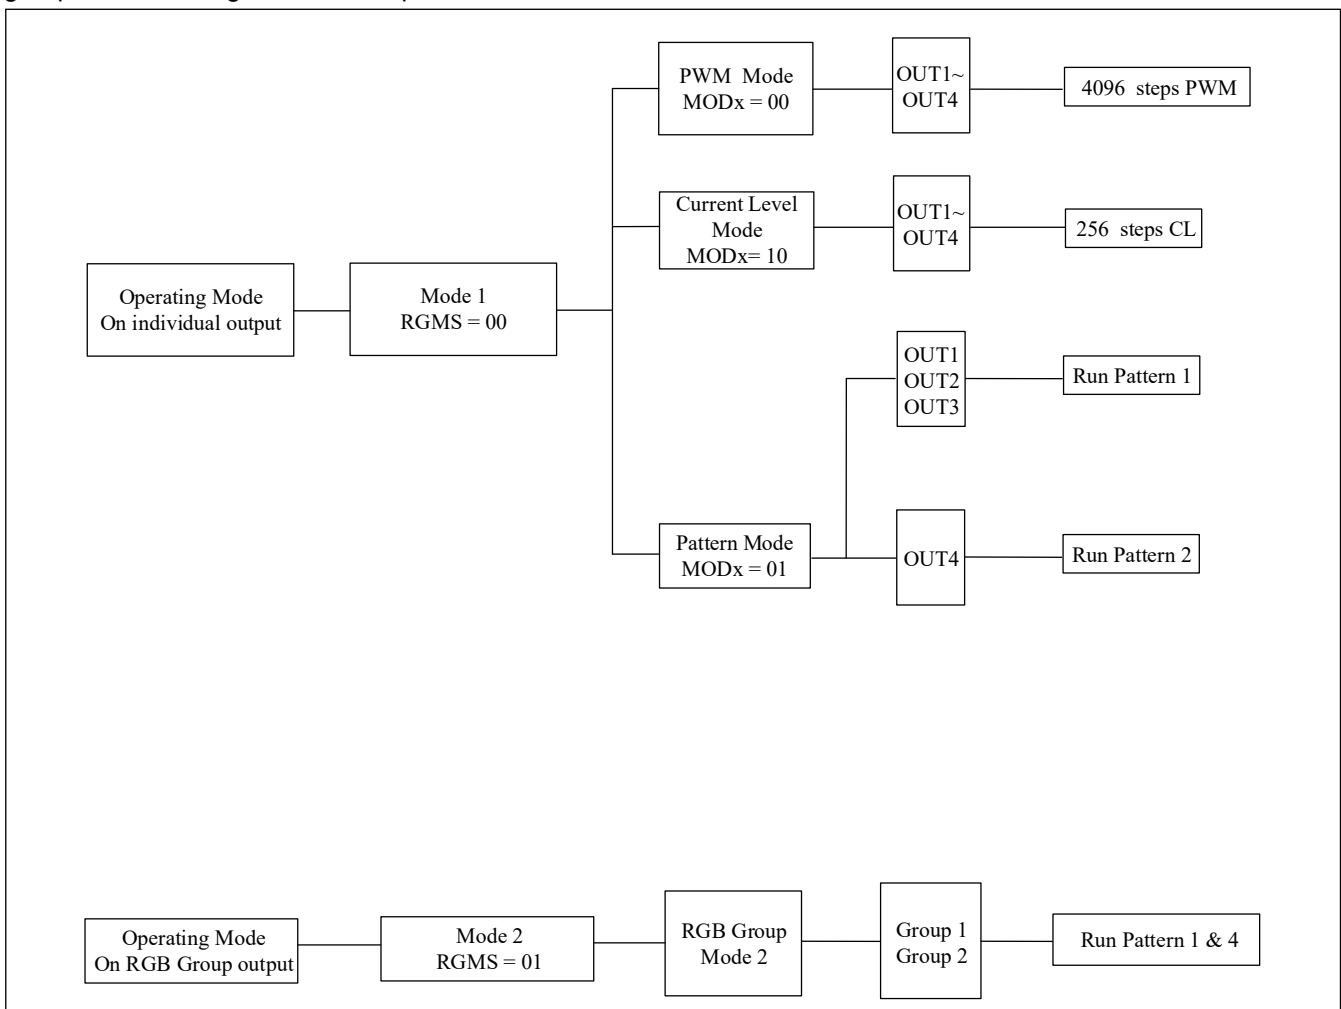 PWM Mode
MODx = 00
OUT1~
OUT4
4096 steps PWM
Current Level
Mode
MODx= 10
OUT1~
OUT4
256 steps CL
Operating Mode
On individual output
Mode 1
RGMS = 00
OUT1
OUT2
OUT3
Run Pattern 1
Pattern Mode
MODx = 01
OUT4
Run Pattern 2
Operating Mode
On RGB Group output
Mode 2
RGMS = 01
RGB Group
Mode 2
Group 1
Group 2
Run Pattern 1 & 4